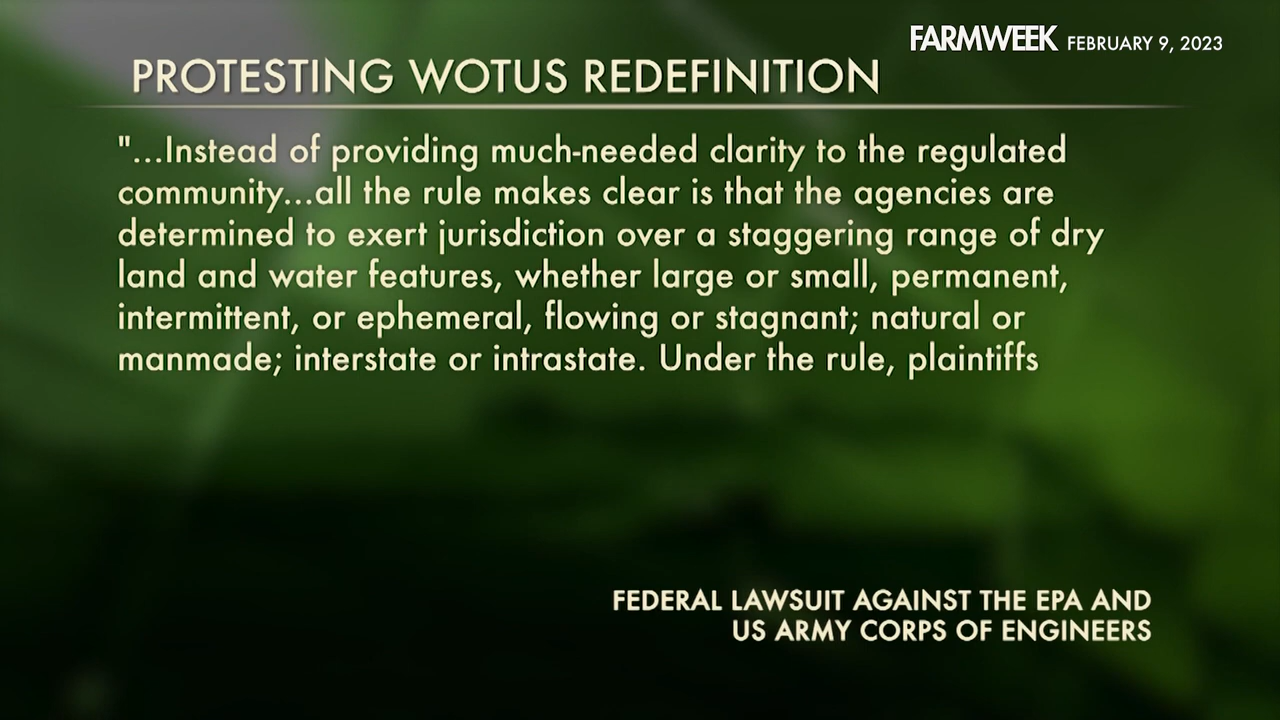 FARMWEEK FEBRUARY 9, 2023
PROTESTING WOTUS REDEFINITION
"...Instead of providing much-needed clarity to the regulated
community...all the rule makes clear is that the agencies are
determined to exert jurisdiction over a staggering range of dry
land and water features, whether large or small, permanent,
intermittent, or ephemeral, flowing or stagnant; natural or
manmade; interstate or intrastate. Under the rule, plaintiffs
FEDERAL LAWSUIT AGAINST THE EPA AND
US ARMY CORPS OF ENGINEERS